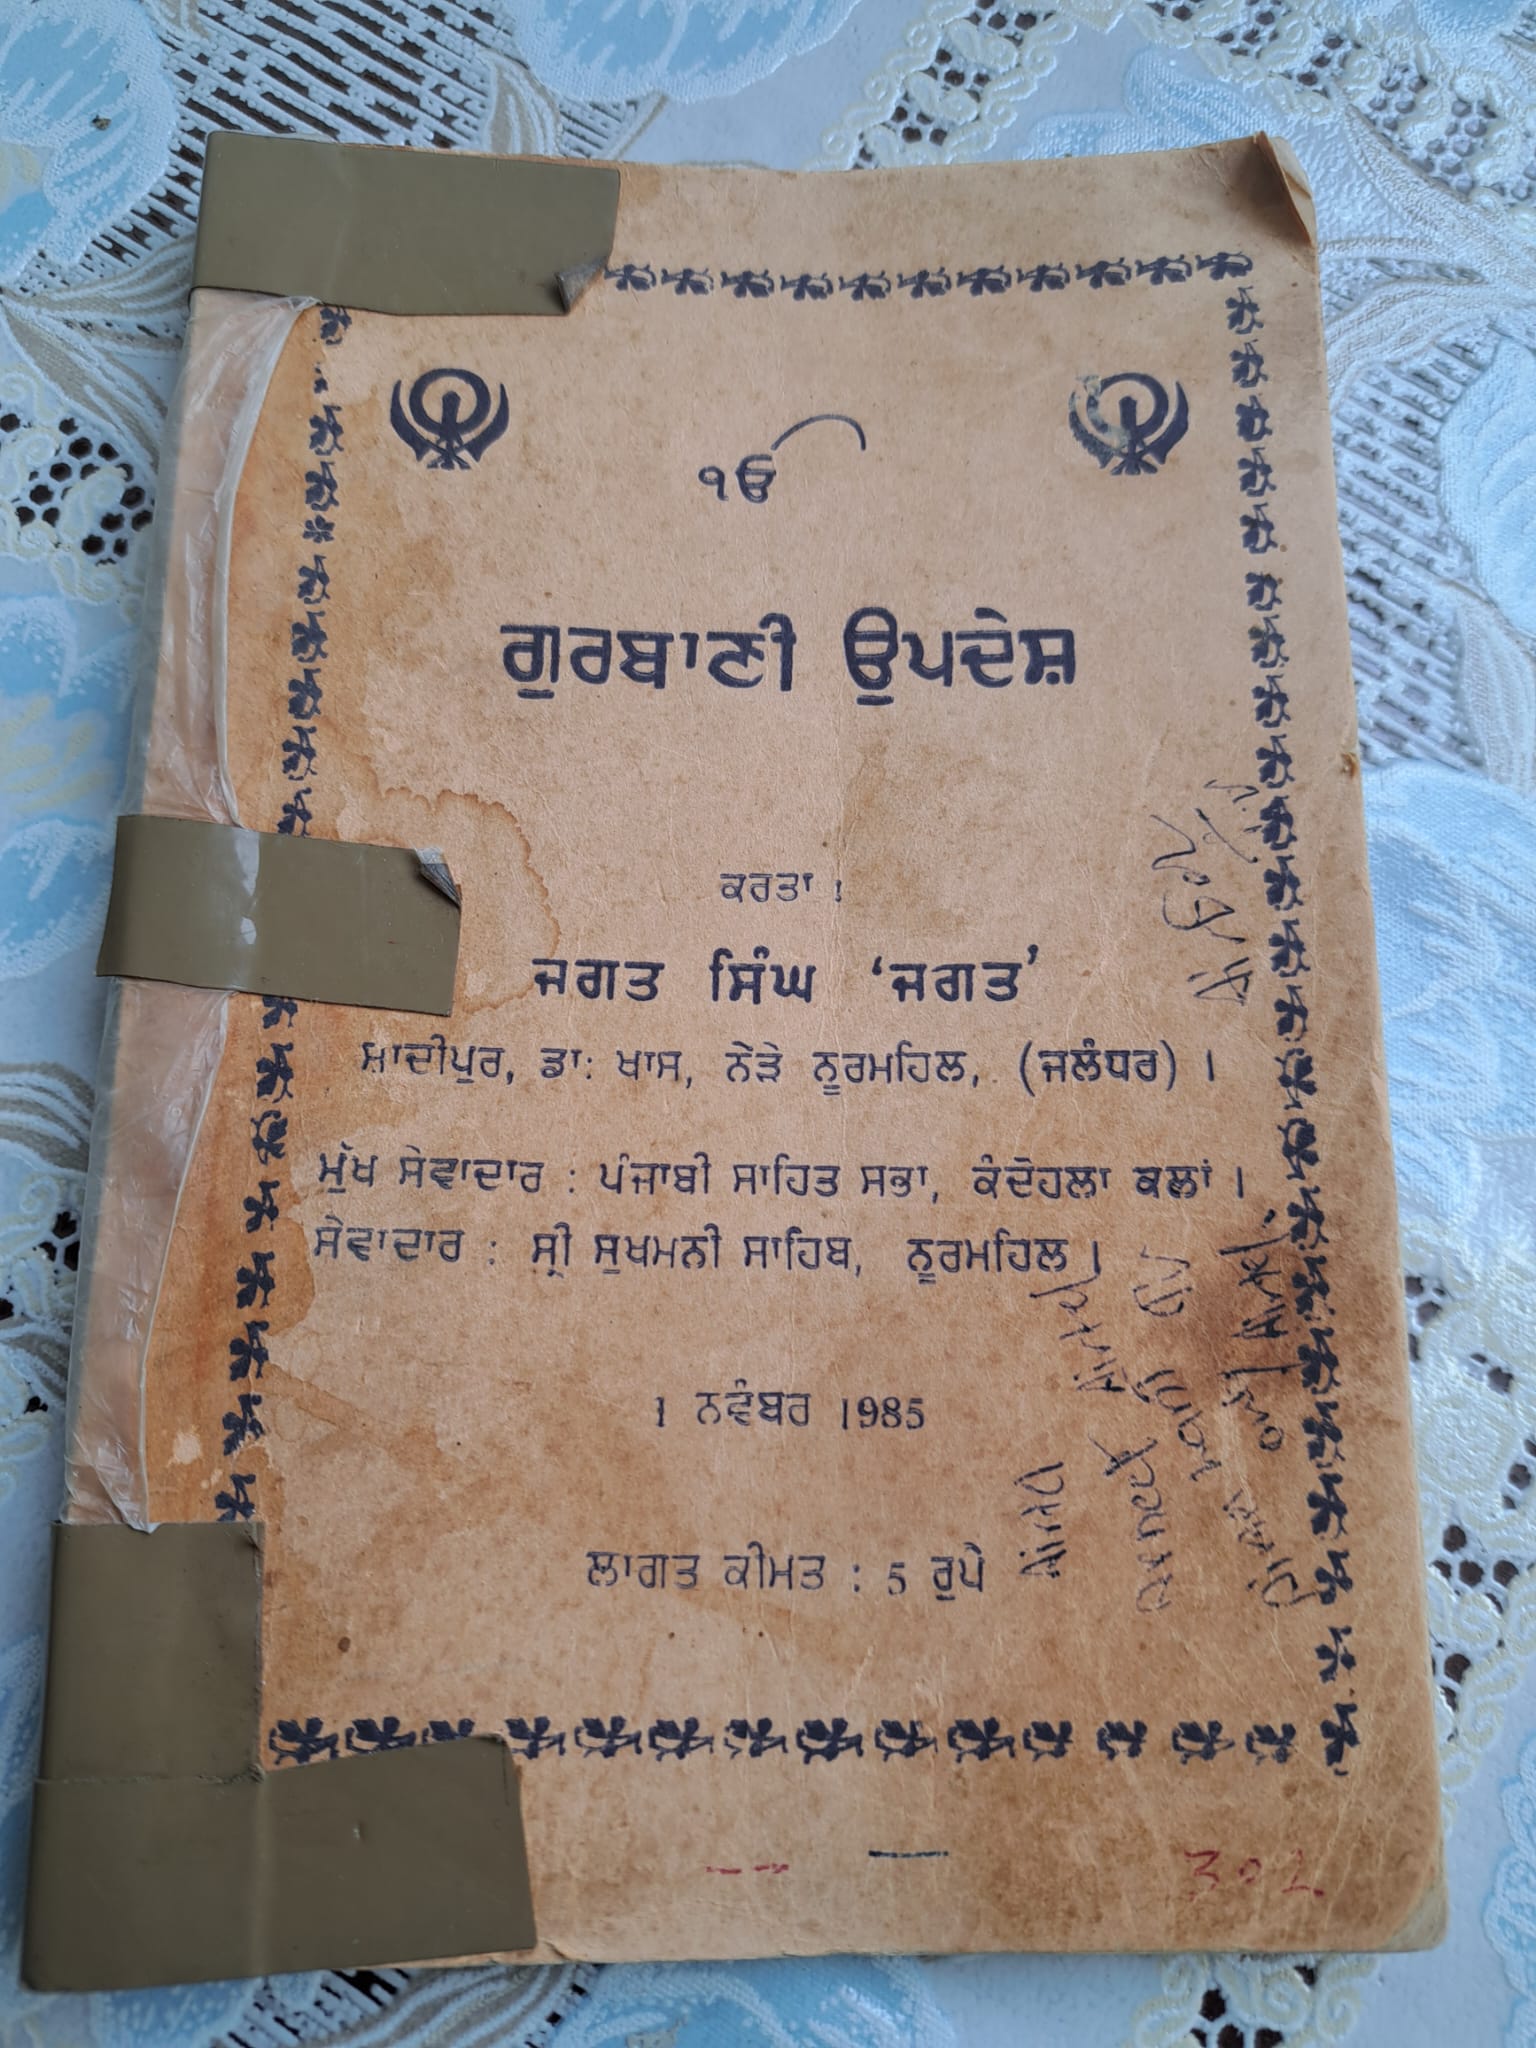 ੴ
ਗੁਰਬਾਣੀ ਉਪਦੇਸ਼
ਕਰਤਾ :
ਜਗਤ ਸਿੰਘ ‘ਜਗਤ’
ਸ਼ਾਦੀਪੁਰ, ਡਾ: ਖਾਸ, ਨੇੜੇ ਨੂਰਮਹਿਲ, (ਜਲੰਧਰ) ।
ਮੁੱਖ ਸੇਵਾਦਾਰ : ਪੰਜਾਬੀ ਸਾਹਿਤ ਸਭਾ, ਕੰਦੋਹਲਾ ਕਲਾਂ ।
ਸੇਵਾਦਾਰ : ਸ੍ਰੀ ਸੁਖਮਨੀ ਸਾਹਿਬ, ਨੂਰਮਹਿਲ ।
1 ਨਵੰਬਰ 1985
ਲਾਗਤ ਕੀਮਤ : 5 ਰੁਪੇ
302